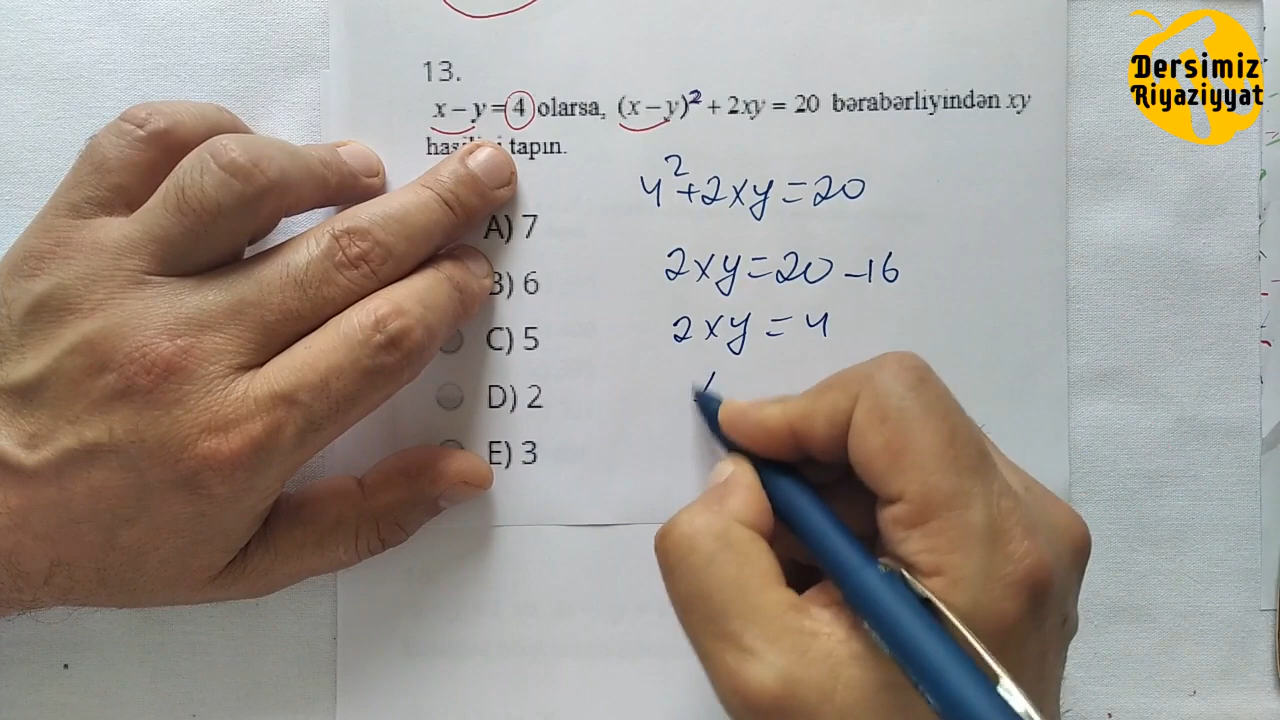 Dersimiz
Riyaziyyat
13.
x − y = 4 olarsa, (x − y)² + 2xy = 20 bərabərliyindən xy
tapın.
A) 7
B) 6
C) 5
D) 2
E) 3
4² + 2xy = 20
2xy = 20 − 16
2xy = 4